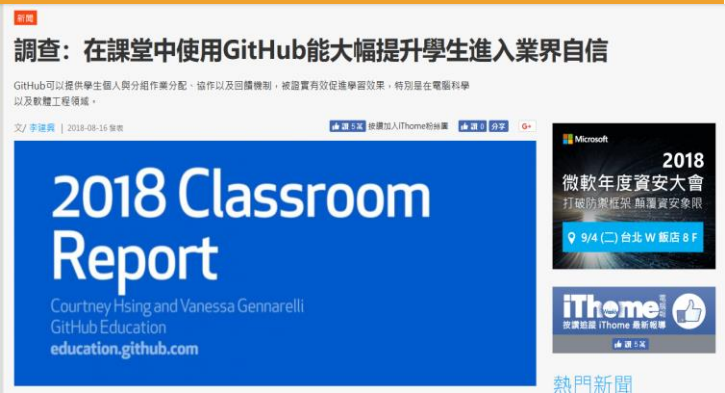 新聞
調查：在課堂中使用GitHub能大幅提升學生進入業界自信
GitHub可以提供學生個人與分組作業分配、協作以及回饋機制，被證實有效促進學習效果，特別是在電腦科學
以及軟體工程領域。
文/ 李建興 | 2018-08-16 發表
讚 5 萬 按讚加入iThome粉絲團 讚 0 分享 G+
2018 Classroom
Report
Courtney Hsing and Vanessa Gennarelli
GitHub Education
education.github.com
Microsoft
2018
微軟年度資安大會
打破防禦框架 顛覆資安象限
9/4 (二) 台北 W 飯店 8 F
iThome
電腦報
按讚追蹤 iThome 最新報導
讚 5 萬
熱門新聞